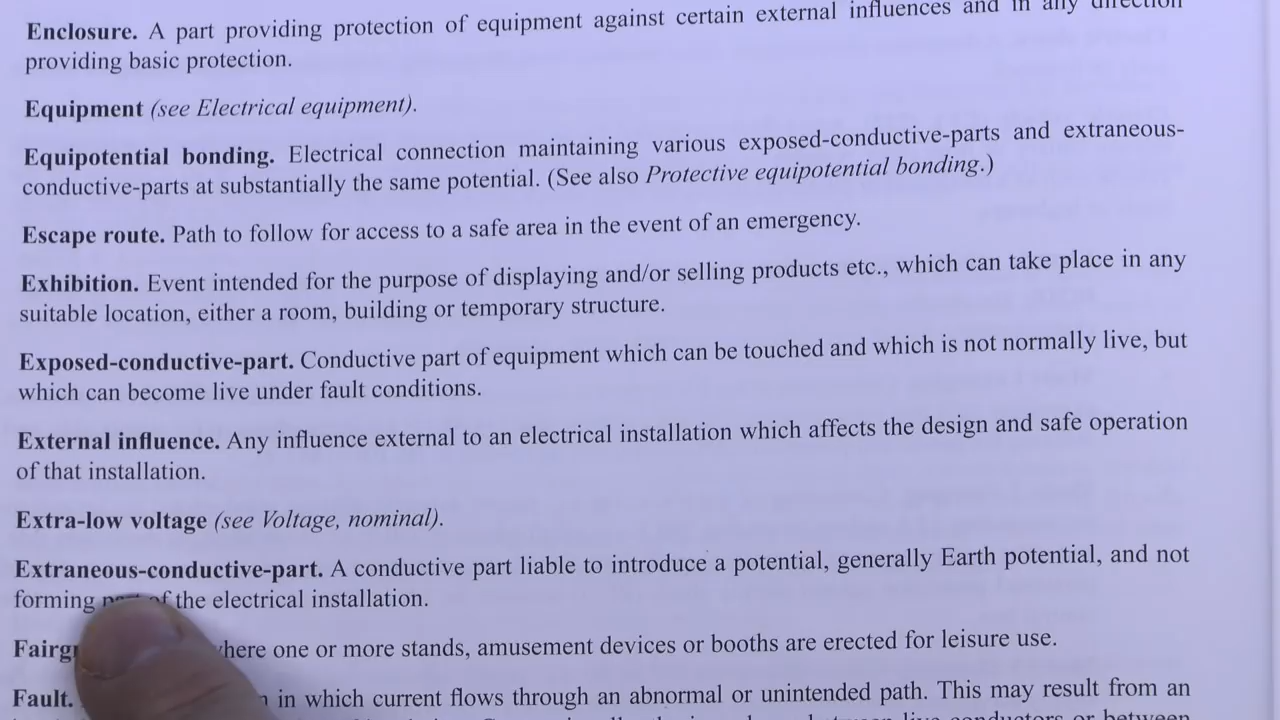 Enclosure. A part providing protection of equipment against certain external influences and in any direction
providing basic protection.
Equipment (see Electrical equipment).
Equipotential bonding. Electrical connection maintaining various exposed-conductive-parts and extraneous-
conductive-parts at substantially the same potential. (See also Protective equipotential bonding.)
Escape route. Path to follow for access to a safe area in the event of an emergency.
Exhibition. Event intended for the purpose of displaying and/or selling products etc., which can take place in any
suitable location, either a room, building or temporary structure.
Exposed-conductive-part. Conductive part of equipment which can be touched and which is not normally live, but
which can become live under fault conditions.
External influence. Any influence external to an electrical installation which affects the design and safe operation
of that installation.
Extra-low voltage (see Voltage, nominal).
Extraneous-conductive-part. A conductive part liable to introduce a potential, generally Earth potential, and not
forming part of the electrical installation.
where one or more stands, amusement devices or booths are erected for leisure use.
Fault. in which current flows through an abnormal or unintended path. This may result from an
live conductors or between